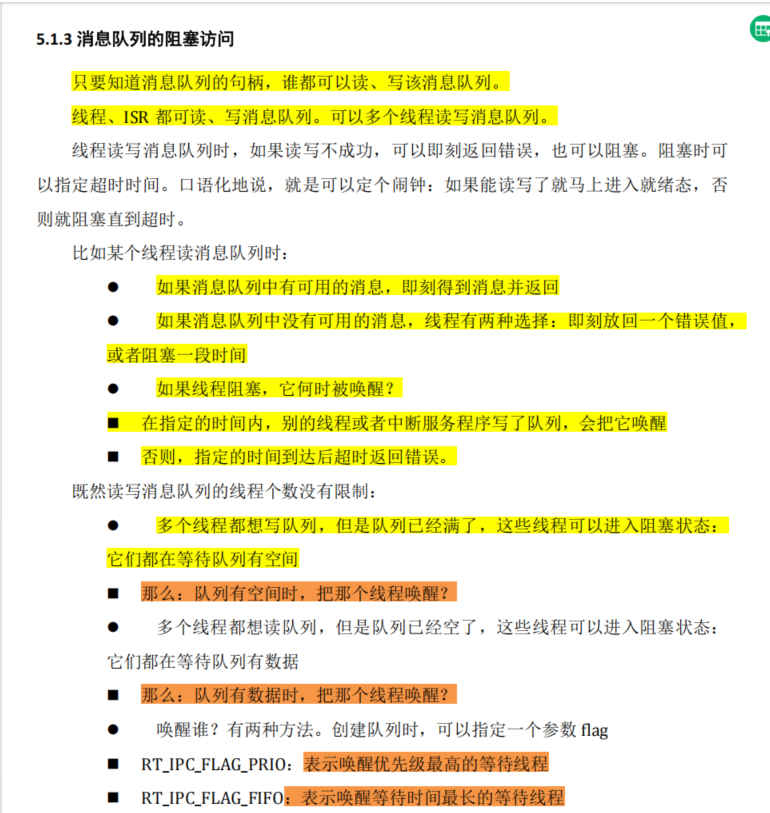 5.1.3 消息队列的阻塞访问
只要知道消息队列的句柄，谁都可以读、写该消息队列。
线程、ISR 都可读、写消息队列。可以多个线程读写消息队列。
线程读写消息队列时，如果读写不成功，可以即刻返回错误，也可以阻塞。阻塞时可
以指定超时时间。口语化地说，就是可以定个闹钟：如果能读写了就马上进入就绪态，否
则就阻塞直到超时。
比如某个线程读消息队列时：
● 如果消息队列中有可用的消息，即刻得到消息并返回
● 如果消息队列中没有可用的消息，线程有两种选择：即刻放回一个错误值，
或者阻塞一段时间
● 如果线程阻塞，它何时被唤醒？
■ 在指定的时间内，别的线程或者中断服务程序写了队列，会把它唤醒
■ 否则，指定的时间到达后超时返回错误。
既然读写消息队列的线程个数没有限制：
● 多个线程都想写队列，但是队列已经满了，这些线程可以进入阻塞状态：
它们都在等待队列有空间
■ 那么：队列有空间时，把那个线程唤醒？
● 多个线程都想读队列，但是队列已经空了，这些线程可以进入阻塞状态：
它们都在等待队列有数据
■ 那么：队列有数据时，把那个线程唤醒？
● 唤醒谁？有两种方法。创建队列时，可以指定一个参数 flag
■ RT_IPC_FLAG_PRIO：表示唤醒优先级最高的等待线程
■ RT_IPC_FLAG_FIFO：表示唤醒等待时间最长的等待线程